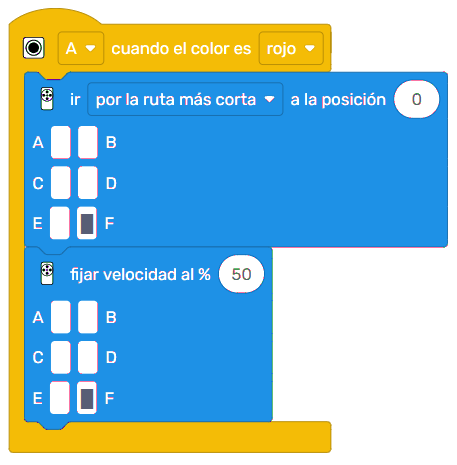 A cuando el color es rojo
ir por la ruta más corta a la posición 0
A B
C D
E F
fijar velocidad al % 50
A B
C D
E F